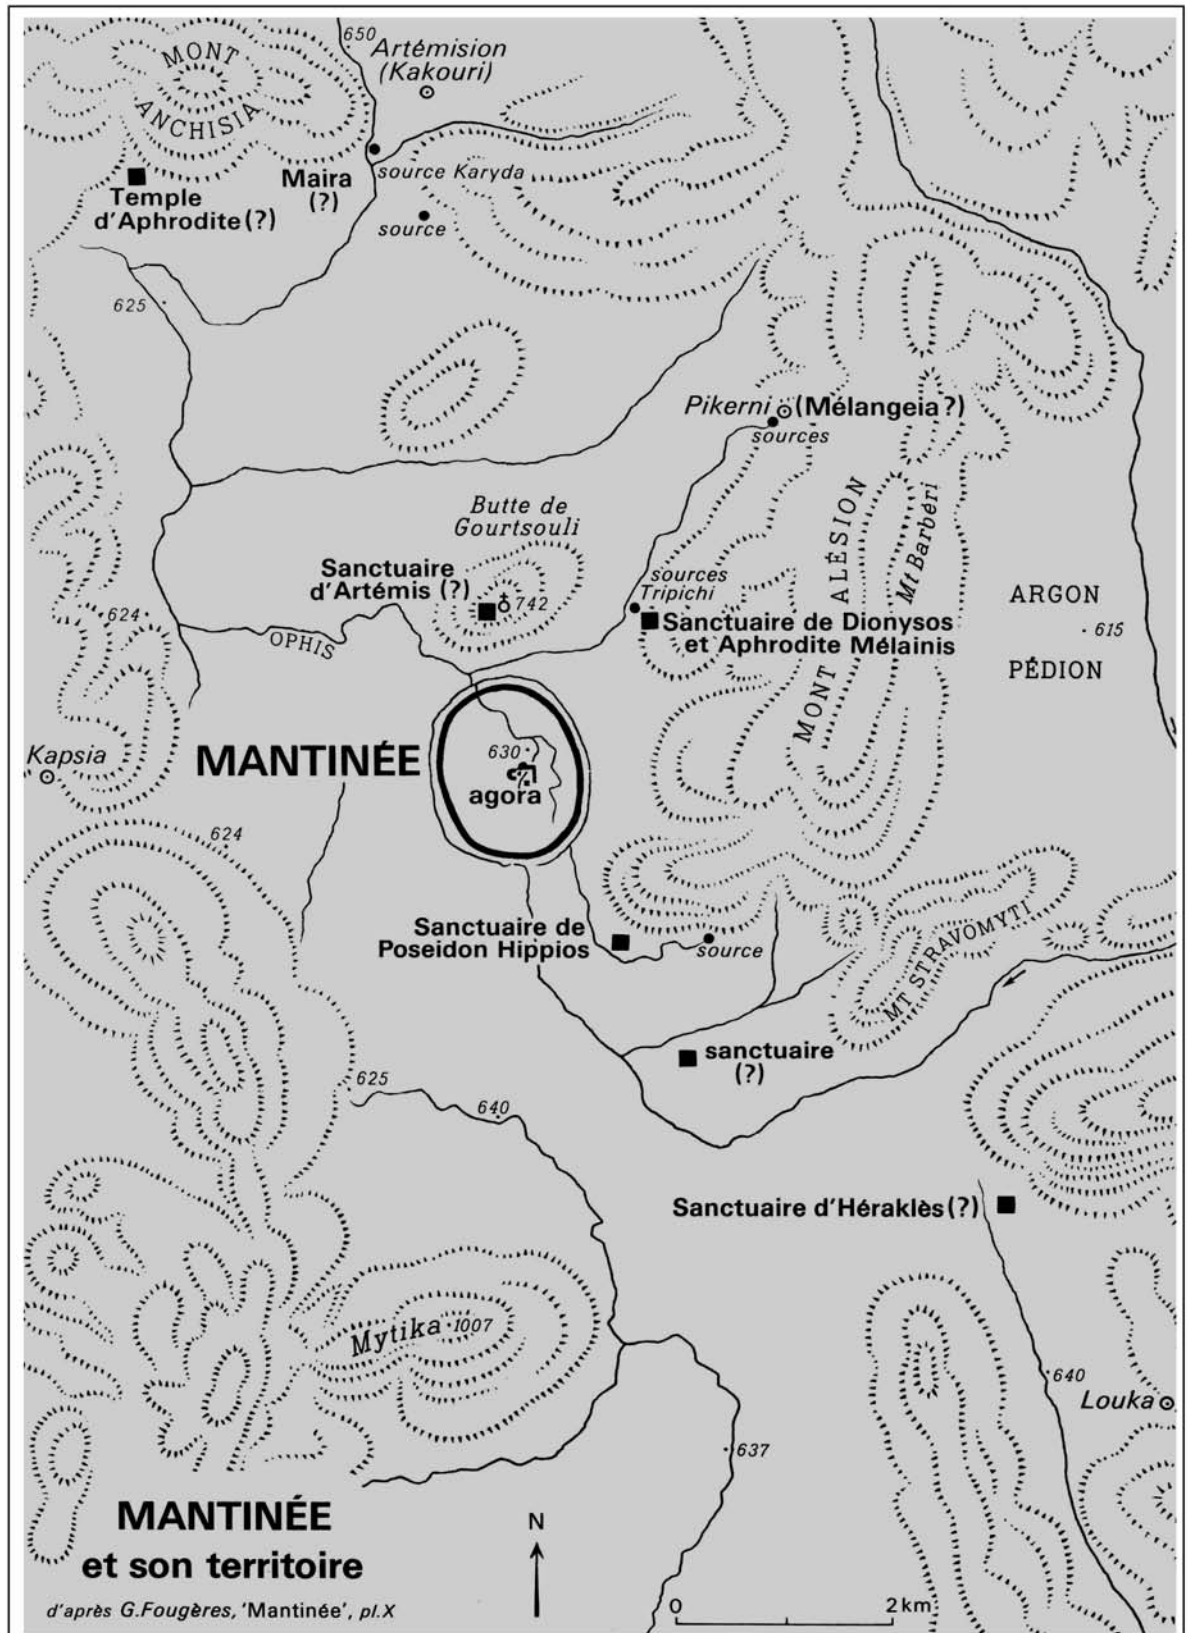 650
Artémision
(Kakouri)
MONT
ANCHISIA
source Karyda
Maira
(?)
Temple
d'Aphrodite (?)
source
625
Pikerni (Mélangeia ?)
sources
Butte de
Gourtsouli
Sanctuaire
d'Artémis (?)
742
sources
Tripichi
Sanctuaire de Dionysos
et Aphrodite Mélainis
MONT ALÉSION
Mt Barbéri
ARGON
615
PÉDION
624
OPHIS
Kapsia
MANTINÉE
630
agora
624
Sanctuaire de
Poseidon Hippios
source
MT STRAVOMYTI
sanctuaire
(?)
625
640
Sanctuaire d'Héraklès (?)
Mytika 1007
640
Louka
637
MANTINÉE
et son territoire
d'après G.Fougères, 'Mantinée', pl.X
N
0 2 km